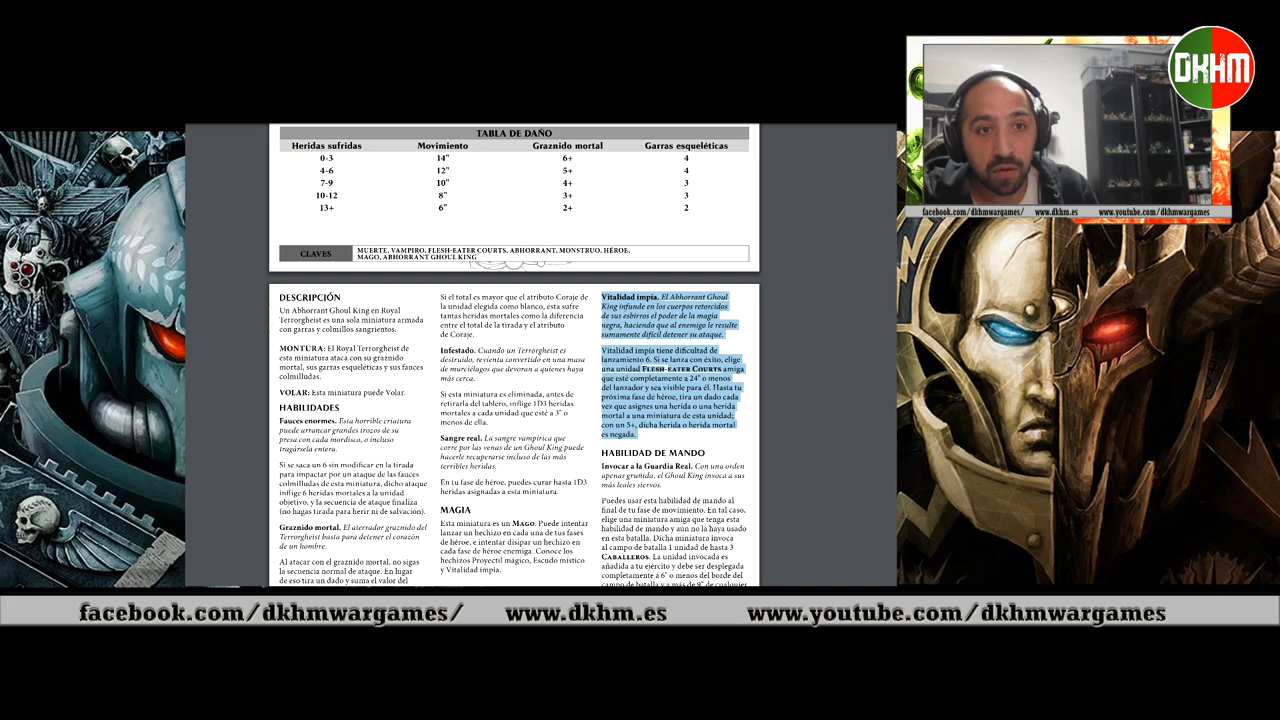 DKHM
facebook.com/dkhmwargames/ www.dkhm.es www.youtube.com/dkhmwargames
TABLA DE DAÑO
Heridas sufridas Movimiento Graznido mortal Garras esqueléticas
0-3 14" 6+ 4
4-6 12" 5+ 4
7-9 10" 4+ 3
10-12 8" 3+ 3
13+ 6" 2+ 2
CLAVES
MUERTE, VAMPIRO, FLESH-EATER COURTS, ABHORRANT, MONSTRUO, HÉROE,
MAGO, ABHORRANT GHOUL KING
DESCRIPCIÓN
Un Abhorrant Ghoul King en Royal
Terrorgheist es una sola miniatura armada
con garras y colmillos sangrientos.
MONTURA: El Royal Terrorgheist de
esta miniatura ataca con su graznido
mortal, sus garras esqueléticas y sus fauces
colmilludas.
VOLAR: Esta miniatura puede Volar.
HABILIDADES
Fauces enormes. Esta horrible criatura
puede arrancar grandes trozos de su
presa con cada mordisco, o incluso
tragársela entera.
Si se saca un 6 sin modificar en la tirada
para impactar por un ataque de las fauces
colmilludas de esta miniatura, dicho ataque
inflige 6 heridas mortales a la unidad
objetivo, y la secuencia de ataque finaliza
(no hagas tirada para herir ni de salvación).
Graznido mortal. El aterrador graznido del
Terrorgheist basta para detener el corazón
de un hombre.
Al atacar con el graznido mortal, no sigas
la secuencia normal de ataque. En lugar
de eso tira un dado y suma el valor del
Si el total es mayor que el atributo Coraje de
la unidad elegida como blanco, ésta sufre
tantas heridas mortales como la diferencia
entre el total de la tirada y el atributo
de Coraje.
Infestado. Cuando un Terrorgheist es
destruido, revienta convertido en una masa
de murciélagos que devoran a quienes haya
más cerca.
Si esta miniatura es eliminada, antes de
retirarla del tablero, inflige 1D3 heridas
mortales a cada unidad que esté a 3" o
menos de ella.
Sangre real. La sangre vampírica que
corre por las venas de un Ghoul King puede
hacerle recuperarse incluso de las más
terribles heridas.
En tu fase de héroe, puedes curar hasta 1D3
heridas asignadas a esta miniatura.
MAGIA
Esta miniatura es un MAGO. Puede intentar
lanzar un hechizo en cada una de tus fases
de héroe, e intentar disipar un hechizo en
cada fase de héroe enemiga. Conoce los
hechizos Proyectil mágico, Escudo místico
y Vitalidad impía.
Vitalidad impía. El Abhorrant Ghoul
King infunde en los cuerpos retorcidos
de sus esbirros el poder de la magia
negra, haciendo que al enemigo le resulte
sumamente difícil detener su ataque.
Vitalidad impía tiene dificultad de
lanzamiento 6. Si se lanza con éxito, elige
una unidad FLESH-EATER COURTS amiga
que esté completamente a 24" o menos
del lanzador y sea visible para él. Hasta tu
próxima fase de héroe, tira un dado cada
vez que asignes una herida o una herida
mortal a una miniatura de esta unidad;
con un 5+, dicha herida o herida mortal
es negada.
HABILIDAD DE MANDO
Invocar a la Guardia Real. Con una orden
apenas gruñida, el Ghoul King invoca a sus
más leales siervos.
Puedes usar esta habilidad de mando al
final de tu fase de movimiento. En tal caso,
elige una miniatura amiga que tenga esta
habilidad de mando y aún no la haya usado
en esta batalla. Dicha miniatura invoca
al campo de batalla 1 unidad de hasta 3
CABALLEROS. La unidad invocada es
añadida a tu ejército y debe ser desplegada
completamente a 6" o menos del borde del
campo de batalla y a más de 9" de cualquier
facebook.com/dkhmwargames/ www.dkhm.es www.youtube.com/dkhmwargames